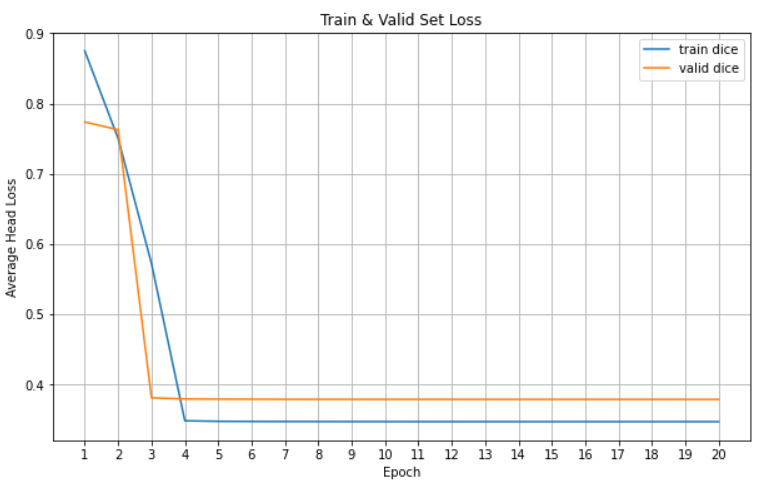 Train & Valid Set Loss
train dice
valid dice
Average Head Loss
0.9
0.8
0.7
0.6
0.5
0.4
1 2 3 4 5 6 7 8 9 10 11 12 13 14 15 16 17 18 19 20
Epoch